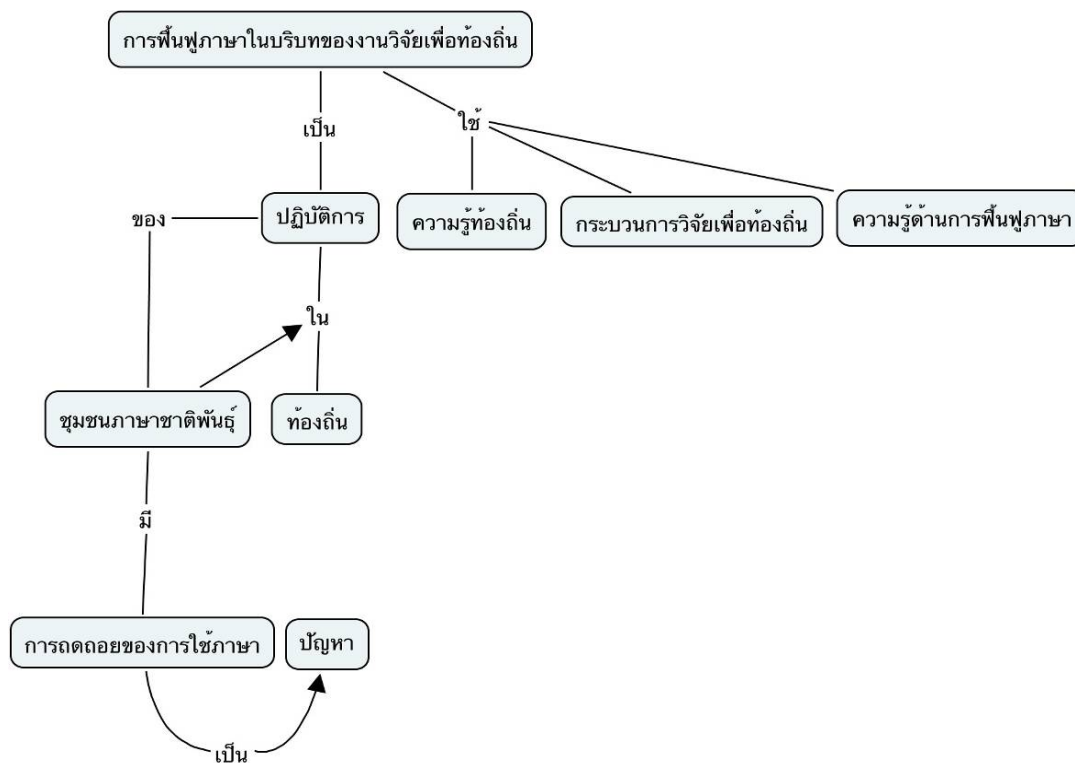 การฟื้นฟูภาษาในบริบทของงานวิจัยเพื่อท้องถิ่น
เป็น
ใช้
ของ
ปฏิบัติการ
ความรู้ท้องถิ่น
กระบวนการวิจัยเพื่อท้องถิ่น
ความรู้ด้านการฟื้นฟูภาษา
ใน
ชุมชนภาษาชาติพันธุ์
ท้องถิ่น
มี
การถดถอยของการใช้ภาษา
ปัญหา
เป็น